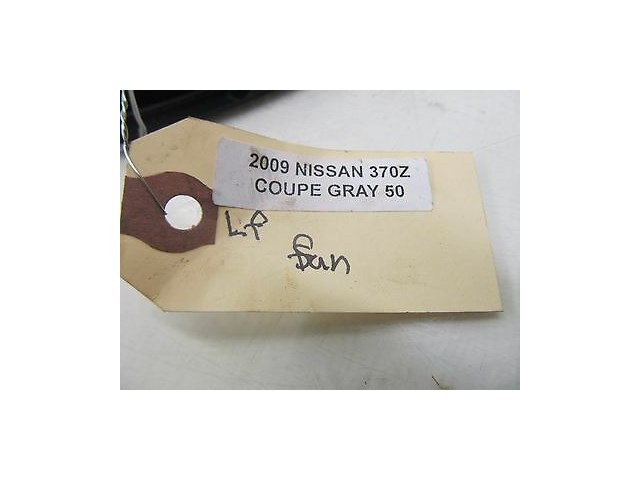 2009 NISSAN 370Z
COUPE GRAY 50
Lf
fan